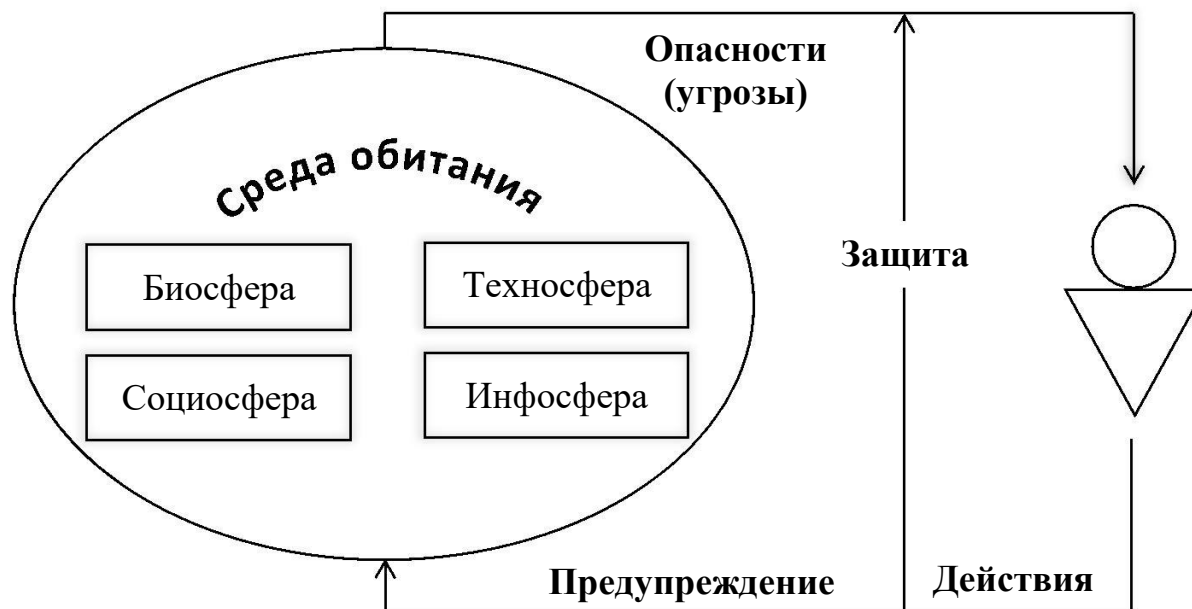 Опасности
(угрозы)
Среда обитания
Защита
Биосфера
Техносфера
Социосфера
Инфосфера
Предупреждение
Действия